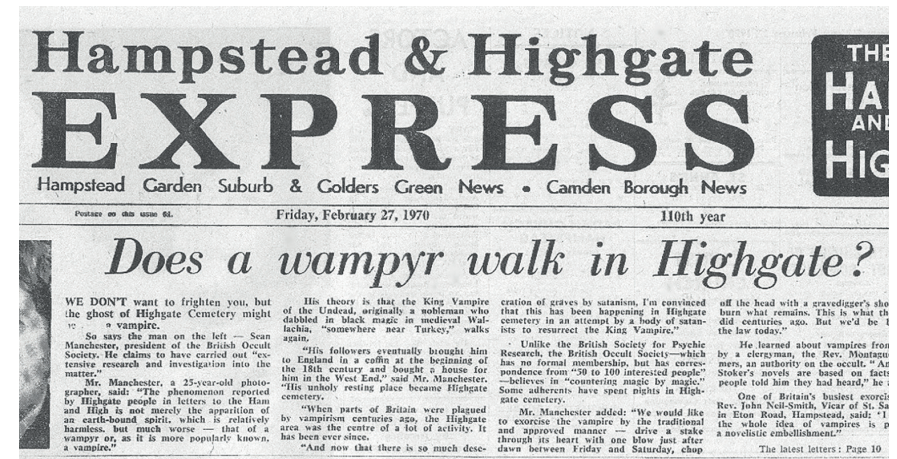 Hampstead & Highgate
EXPRESS
Hampstead Garden Suburb & Golders Green News • Camden Borough News
THE
HA
AND
HIG
Postage on this issue 6d.
Friday, February 27, 1970
110th year
Does a wampyr walk in Highgate?
WE DON'T want to frighten you, but
the ghost of Highgate Cemetery might
a vampire.
So says the man on the left — Sean
Manchester, president of the British Occult
Society. He claims to have carried out "ex-
tensive research and investigation into the
matter."
Mr. Manchester, a 25-year-old photo-
grapher, said: "The phenomenon reported
by Highgate people in letters to the Ham
and High is not merely the apparition of
an earth-bound spirit, which is relatively
harmless, but much worse — that of a
wampyr or, as it is more popularly known,
a vampire."
His theory is that the King Vampire
of the Undead, originally a nobleman who
dabbled in black magic in medieval Wal-
lachia, "somewhere near Turkey," walks
again.
"His followers eventually brought him
to England in a coffin at the beginning of
the 18th century and bought a house for
him in the West End," said Mr. Manchester.
"His unholy resting place became Highgate
cemetery.
"When parts of Britain were plagued
by vampirism centuries ago, the Highgate
area was the centre of a lot of activity. It
has been ever since.
"And now that there is so much dese-
cration of graves by satanism, I'm convinced
that this has been happening in Highgate
cemetery in an attempt by a body of satan-
ists to resurrect the King Vampire."
Unlike the British Society for Psychic
Research, the British Occult Society—which
has no formal membership, but has corres-
pondence from "50 to 100 interested people"
—believes in "countering magic by magic."
Some adherents have spent nights in High-
gate cemetery.
Mr. Manchester added: "We would like
to exorcise the vampire by the traditional
and approved manner — drive a stake
through its heart with one blow just after
dawn between Friday and Saturday, chop
off the head with a gravedigger's sho
burn what remains. This is what th
did centuries ago. But we'd be b
the law today."
He learned about vampires from
by a clergyman, the Rev. Montagu
mers, an authority on the occult. "An
Stoker's novels are based on facts
people told him they had heard," he a
One of Britain's busiest exorcis
Rev. John Neil-Smith, Vicar of St. Sa
in Eton Road, Hampstead, said: "I
the whole idea of vampires is p
a novelistic embellishment."
The latest letters: Page 10